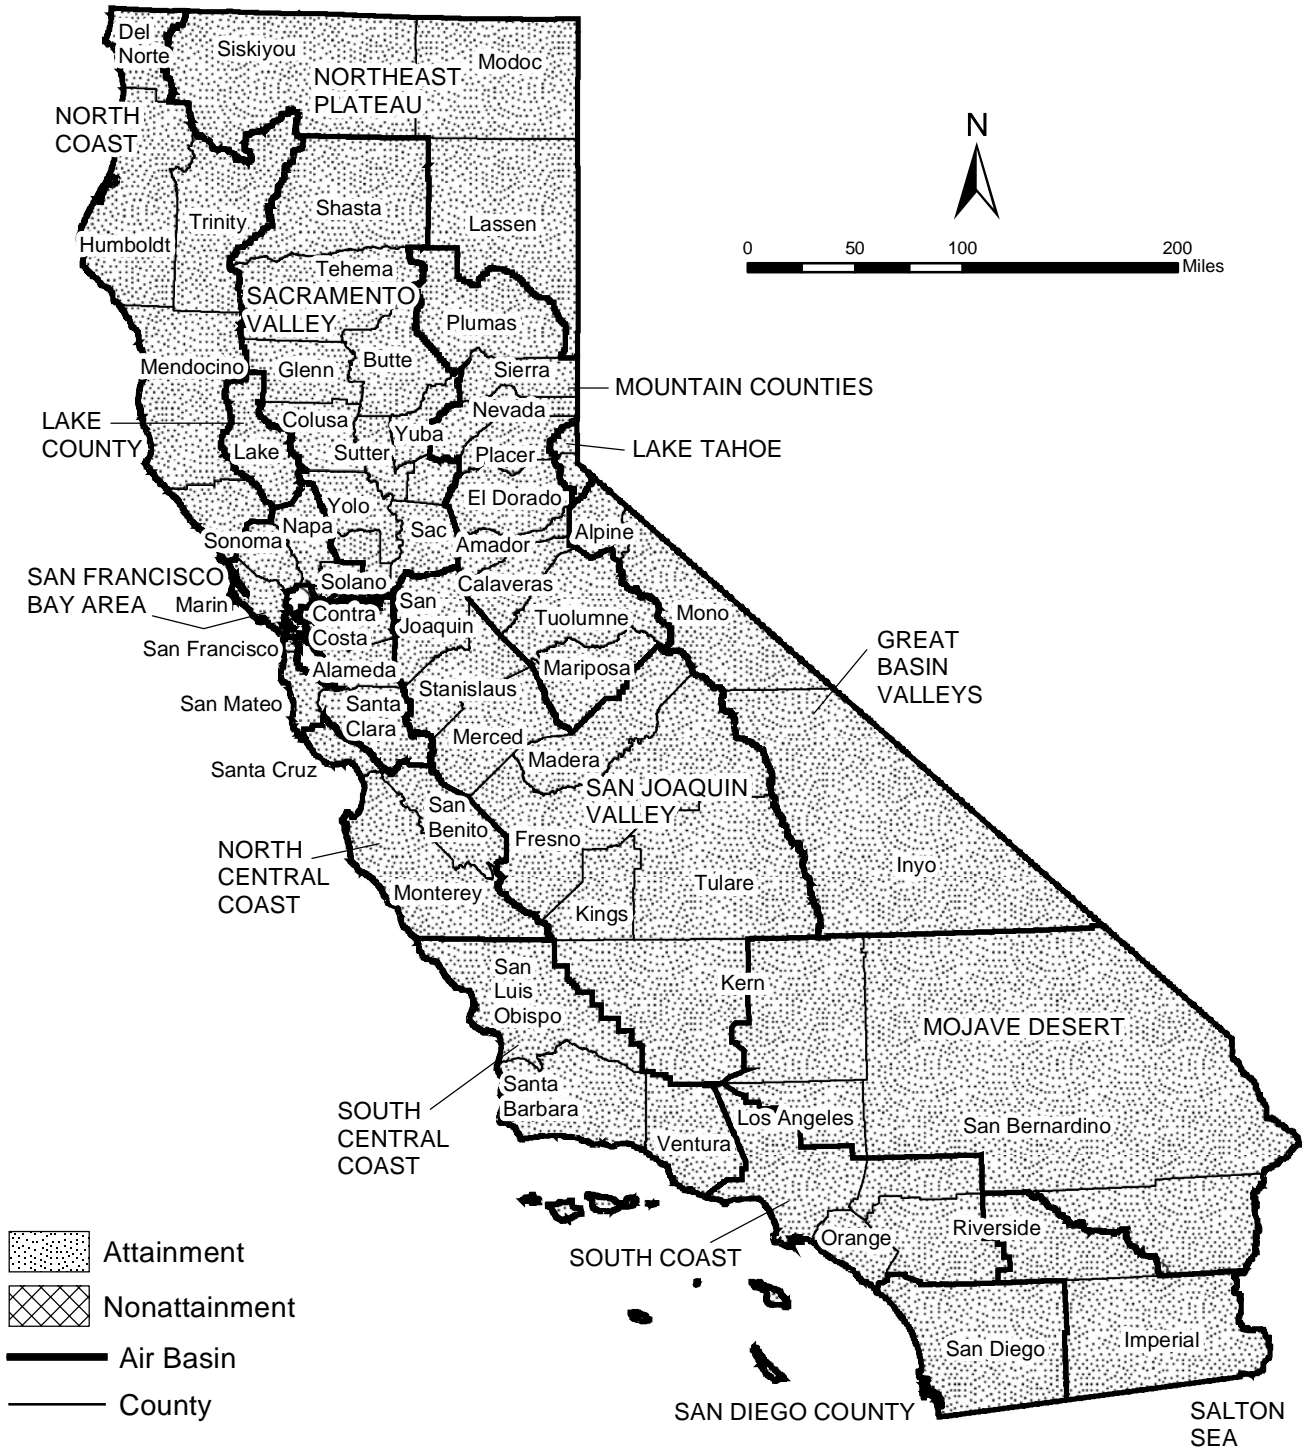 Del
Norte
Siskiyou
Modoc
NORTHEAST
PLATEAU
NORTH
COAST
N
Trinity
Shasta
Lassen
Humboldt
0
50
100
200
Miles
Tehema
SACRAMENTO
VALLEY
Plumas
Mendocino
Glenn
Butte
Sierra
MOUNTAIN COUNTIES
LAKE
COUNTY
Colusa
Nevada
Yuba
Lake
Sutter
Placer
LAKE TAHOE
Yolo
El Dorado
Napa
Sac
Alpine
Sonoma
Amador
SAN FRANCISCO
BAY AREA
Marin
Solano
Calaveras
San
Joaquin
Contra
Costa
Tuolumne
Mono
San Francisco
Alameda
Mariposa
GREAT
BASIN
VALLEYS
San Mateo
Santa
Clara
Stanislaus
Merced
Santa Cruz
Madera
SAN JOAQUIN
VALLEY
San
Benito
Fresno
NORTH
CENTRAL
COAST
Monterey
Kings
Tulare
Inyo
San
Luis
Obispo
Kern
MOJAVE DESERT
Santa
Barbara
SOUTH
CENTRAL
COAST
Ventura
Los Angeles
San Bernardino
SOUTH COAST
Orange
Riverside
San Diego
Imperial
SAN DIEGO COUNTY
SALTON
SEA
Attainment
Nonattainment
Air Basin
County